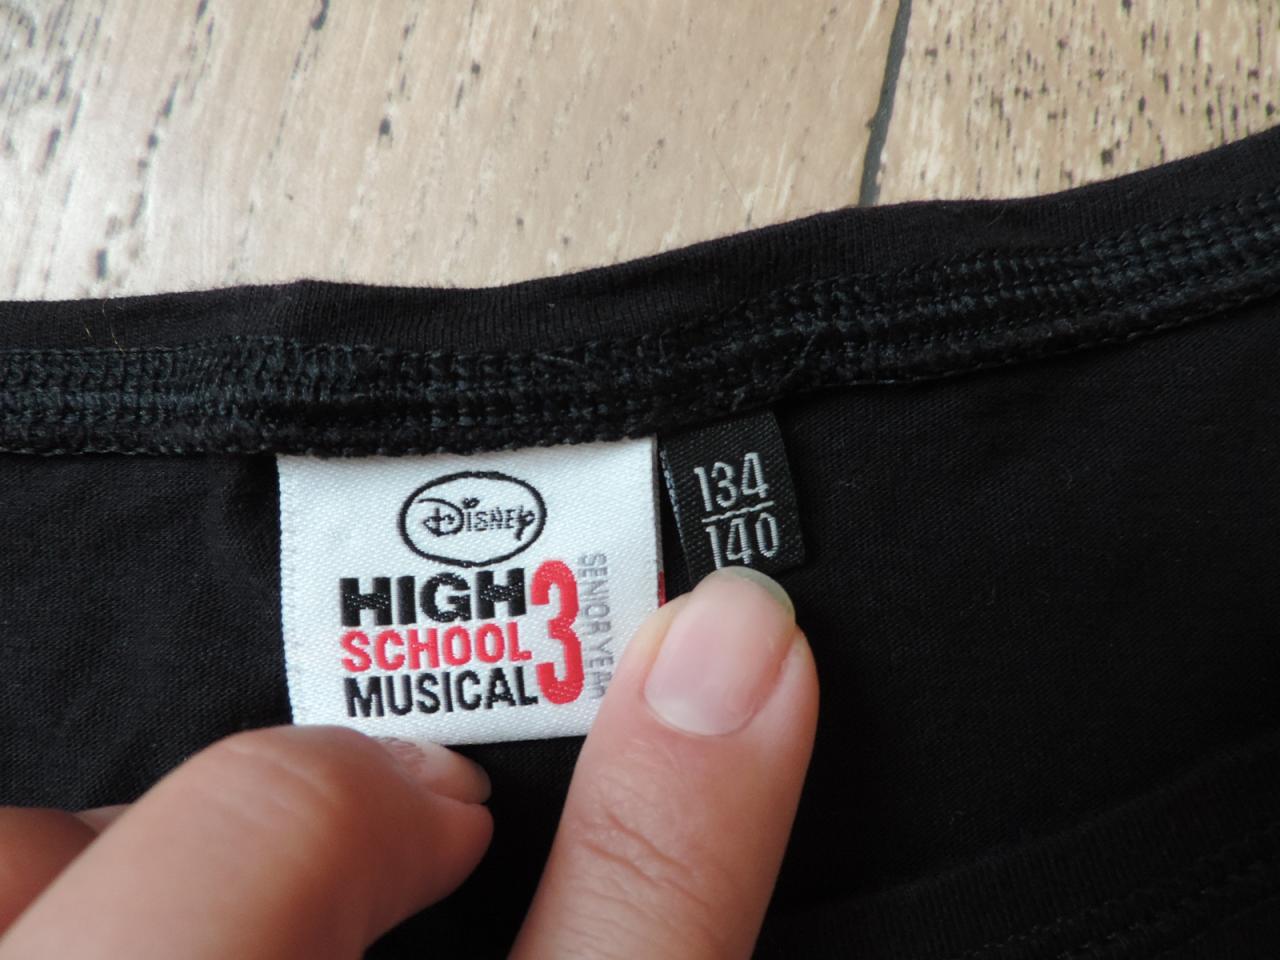 Disney
HIGH
SCHOOL
MUSICAL
3
SENIOR YEAR
134
140